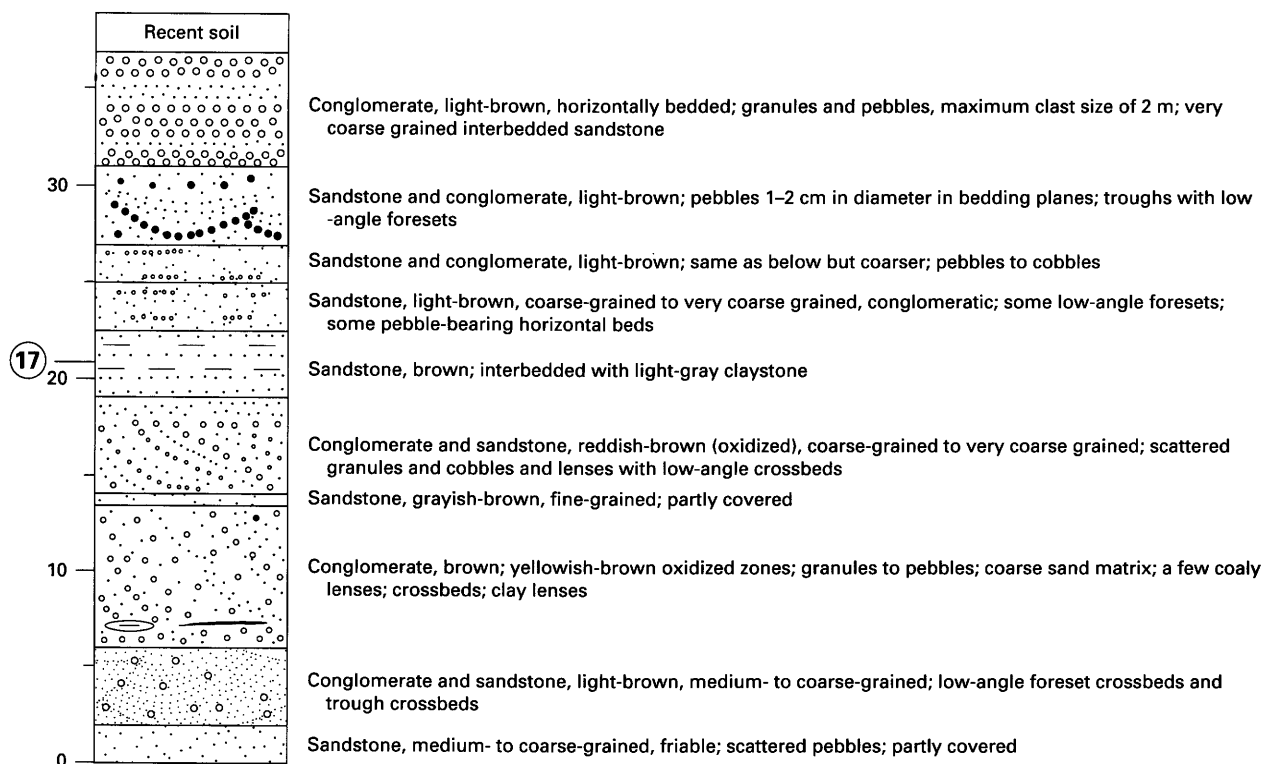 Recent soil
Conglomerate, light-brown, horizontally bedded; granules and pebbles, maximum clast size of 2 m; very
coarse grained interbedded sandstone
30
Sandstone and conglomerate, light-brown; pebbles 1–2 cm in diameter in bedding planes; troughs with low
-angle foresets
Sandstone and conglomerate, light-brown; same as below but coarser; pebbles to cobbles
Sandstone, light-brown, coarse-grained to very coarse grained, conglomeratic; some low-angle foresets;
some pebble-bearing horizontal beds
17
20
Sandstone, brown; interbedded with light-gray claystone
Conglomerate and sandstone, reddish-brown (oxidized), coarse-grained to very coarse grained; scattered
granules and cobbles and lenses with low-angle crossbeds
Sandstone, grayish-brown, fine-grained; partly covered
10
Conglomerate, brown; yellowish-brown oxidized zones; granules to pebbles; coarse sand matrix; a few coaly
lenses; crossbeds; clay lenses
Conglomerate and sandstone, light-brown, medium- to coarse-grained; low-angle foreset crossbeds and
trough crossbeds
Sandstone, medium- to coarse-grained, friable; scattered pebbles; partly covered
0